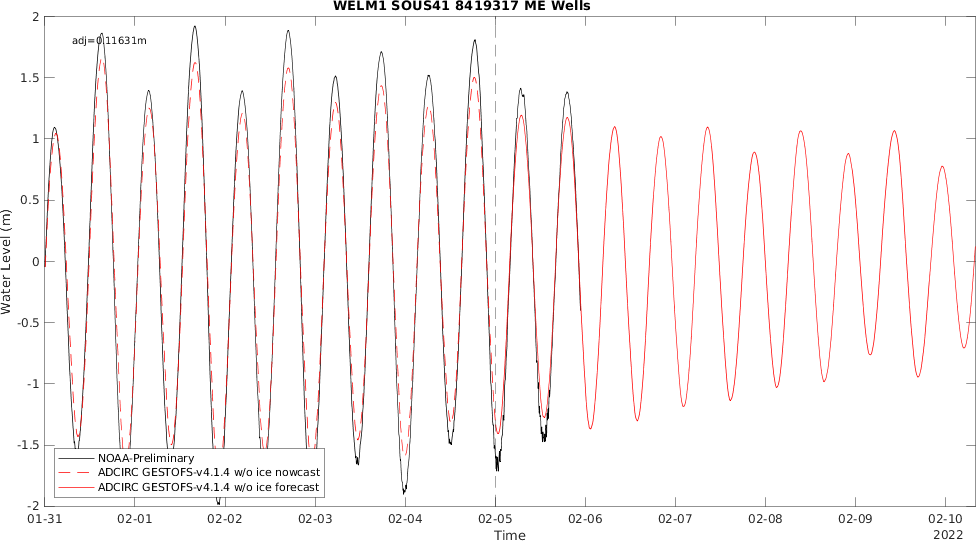 WELM1 SOUS41 8419317 ME Wells
adj=0.11631m
2
1.5
1
0.5
0
-0.5
-1
-1.5
-2
Water Level (m)
NOAA-Preliminary
ADCIRC GESTOFS-v4.1.4 w/o ice nowcast
ADCIRC GESTOFS-v4.1.4 w/o ice forecast
01-31 02-01 02-02 02-03 02-04 02-05 02-06 02-07 02-08 02-09 02-10
2022
Time